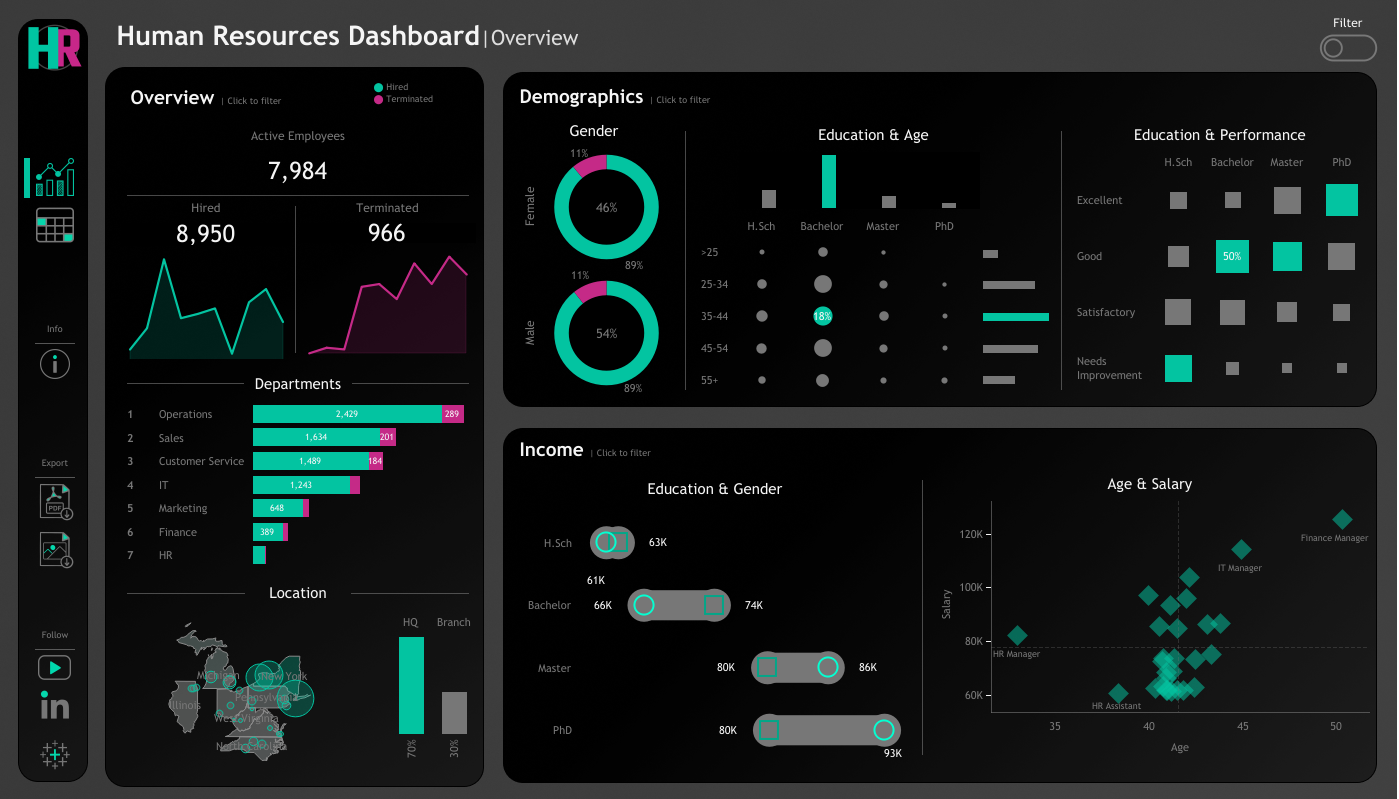 HR
Human Resources Dashboard|Overview
Filter
Info
Export
PDF
Follow
in
Overview | Click to filter
Hired
Terminated
Active Employees
7,984
Hired
8,950
Terminated
966
Departments
1 Operations 2,429 289
2 Sales 1,634 201
3 Customer Service 1,489 184
4 IT 1,243
5 Marketing 648
6 Finance 389
7 HR
Location
Michigan
New York
Illinois
Pennsylvania
West Virginia
North Carolina
HQ Branch
70% 30%
Demographics | Click to filter
Gender
Female
11%
46%
89%
Male
11%
54%
89%
Education & Age
H.Sch Bachelor Master PhD
>25
25-34
35-44 18%
45-54
55+
Education & Performance
H.Sch Bachelor Master PhD
Excellent
Good 50%
Satisfactory
Needs
Improvement
Income | Click to filter
Education & Gender
H.Sch 63K
61K
Bachelor 66K 74K
Master 80K 86K
PhD 80K
93K
Age & Salary
Salary
120K
100K
80K
60K
Finance Manager
IT Manager
HR Manager
HR Assistant
35 40 45 50
Age